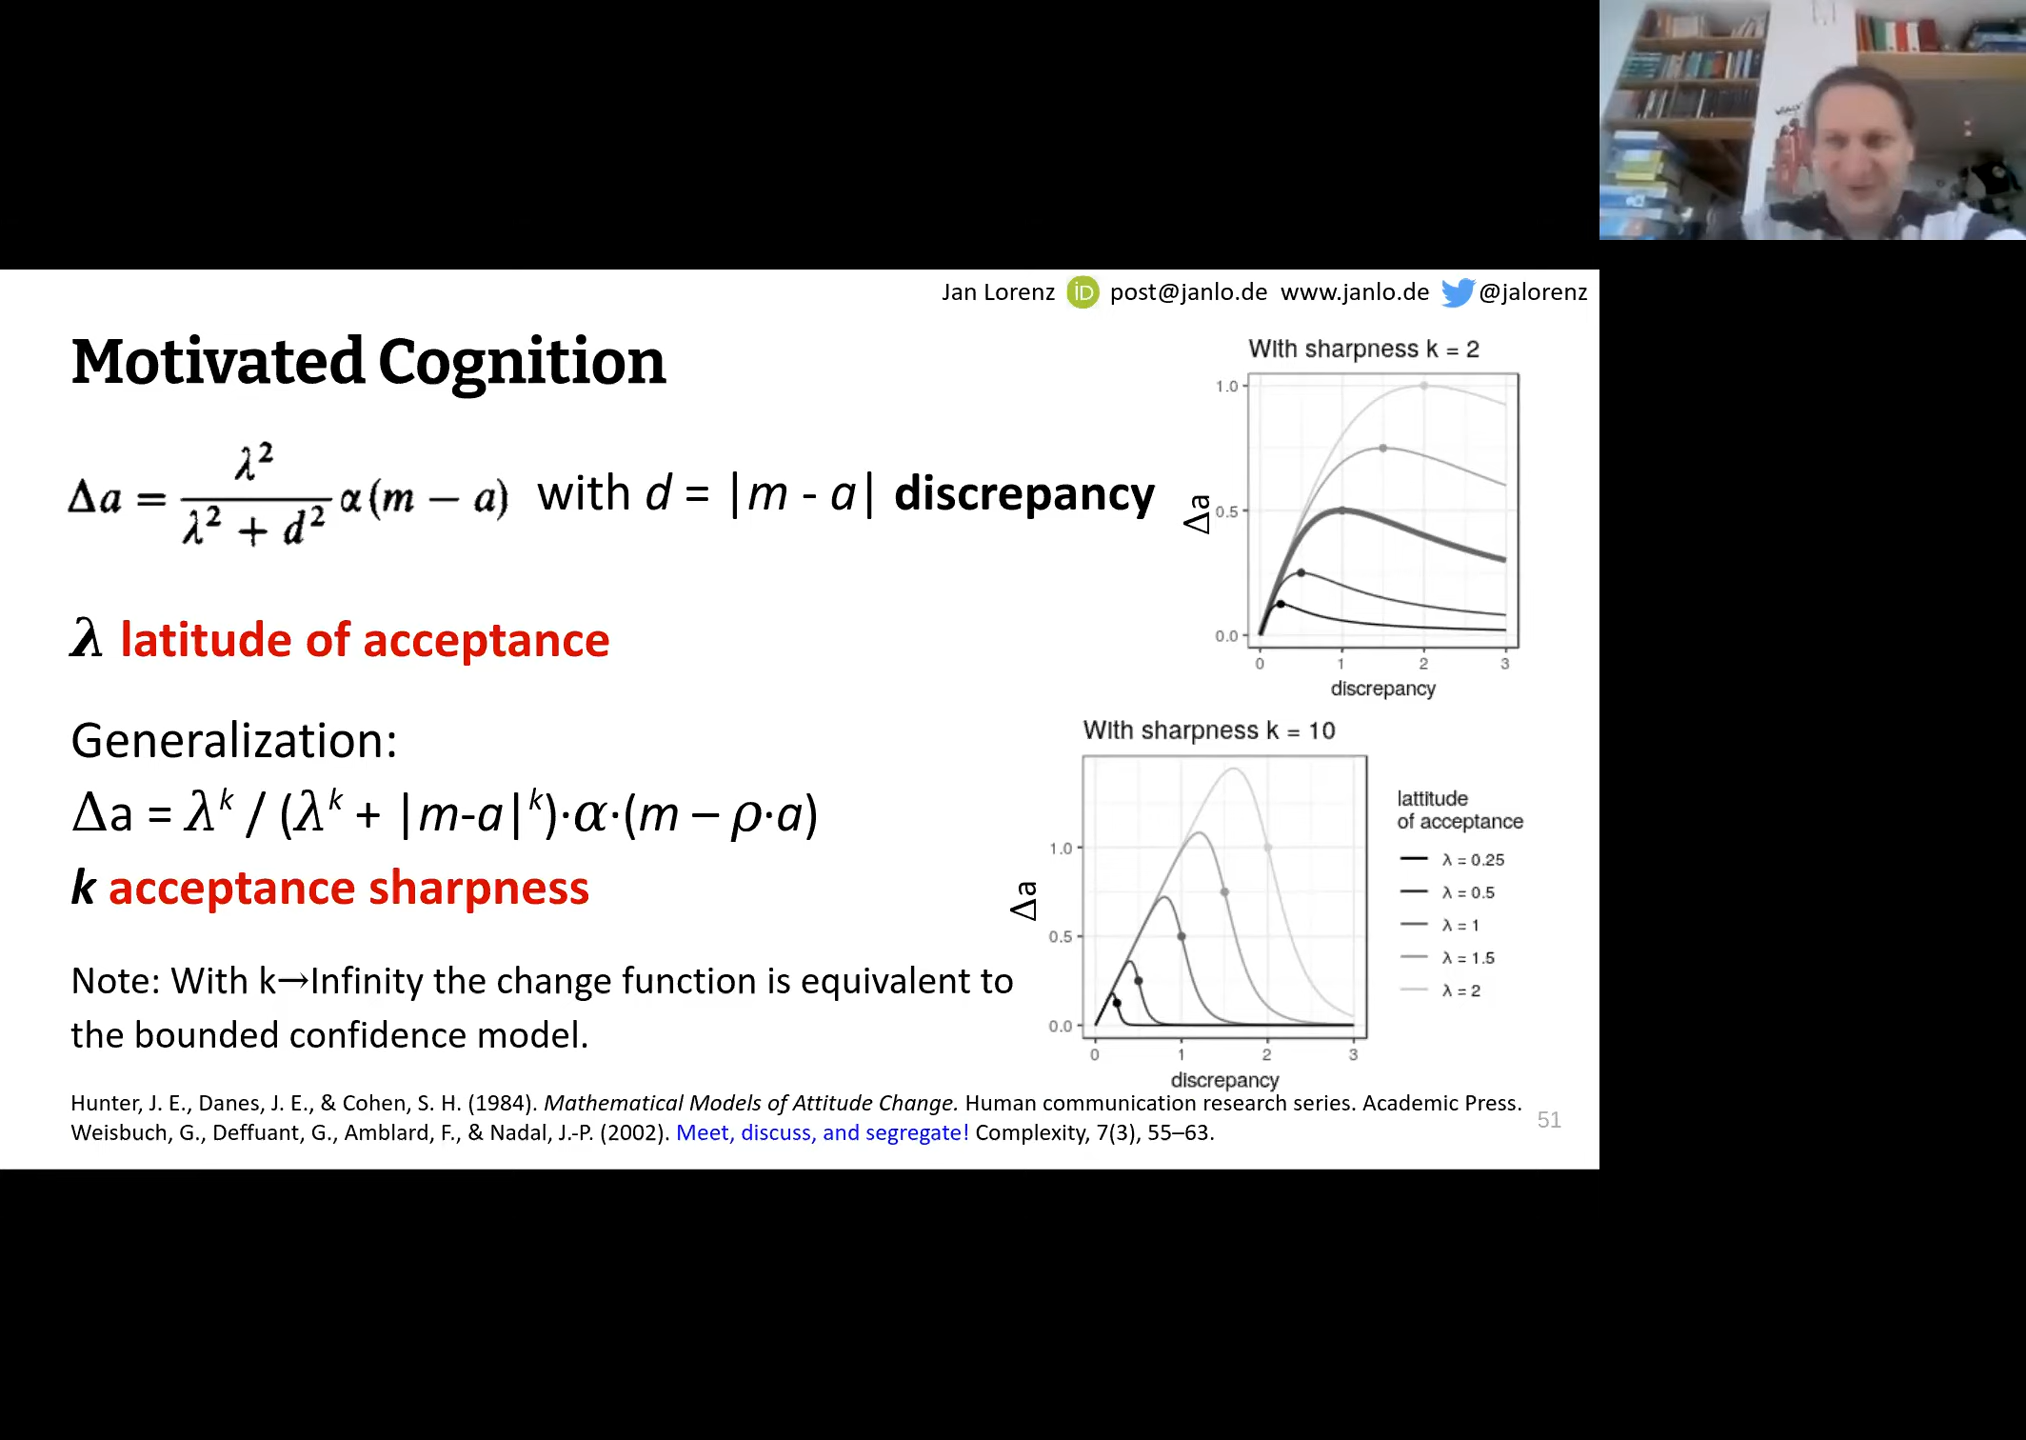 Jan Lorenz iD post@janlo.de www.janlo.de @jalorenz
Motivated Cognition
Δa = λ² / (λ² + d²) α(m − a) with d = |m - a| discrepancy
λ latitude of acceptance
Generalization:
Δa = λᵏ / (λᵏ + |m-a|ᵏ)·α·(m – ρ·a)
k acceptance sharpness
Note: With k→Infinity the change function is equivalent to
the bounded confidence model.
With sharpness k = 2
1.0
0.5
0.0
Δa
0 1 2 3
discrepancy
With sharpness k = 10
1.0
0.5
0.0
Δa
0 1 2 3
discrepancy
lattitude
of acceptance
λ = 0.25
λ = 0.5
λ = 1
λ = 1.5
λ = 2
Hunter, J. E., Danes, J. E., & Cohen, S. H. (1984). Mathematical Models of Attitude Change. Human communication research series. Academic Press.
Weisbuch, G., Deffuant, G., Amblard, F., & Nadal, J.-P. (2002). Meet, discuss, and segregate! Complexity, 7(3), 55–63.
51